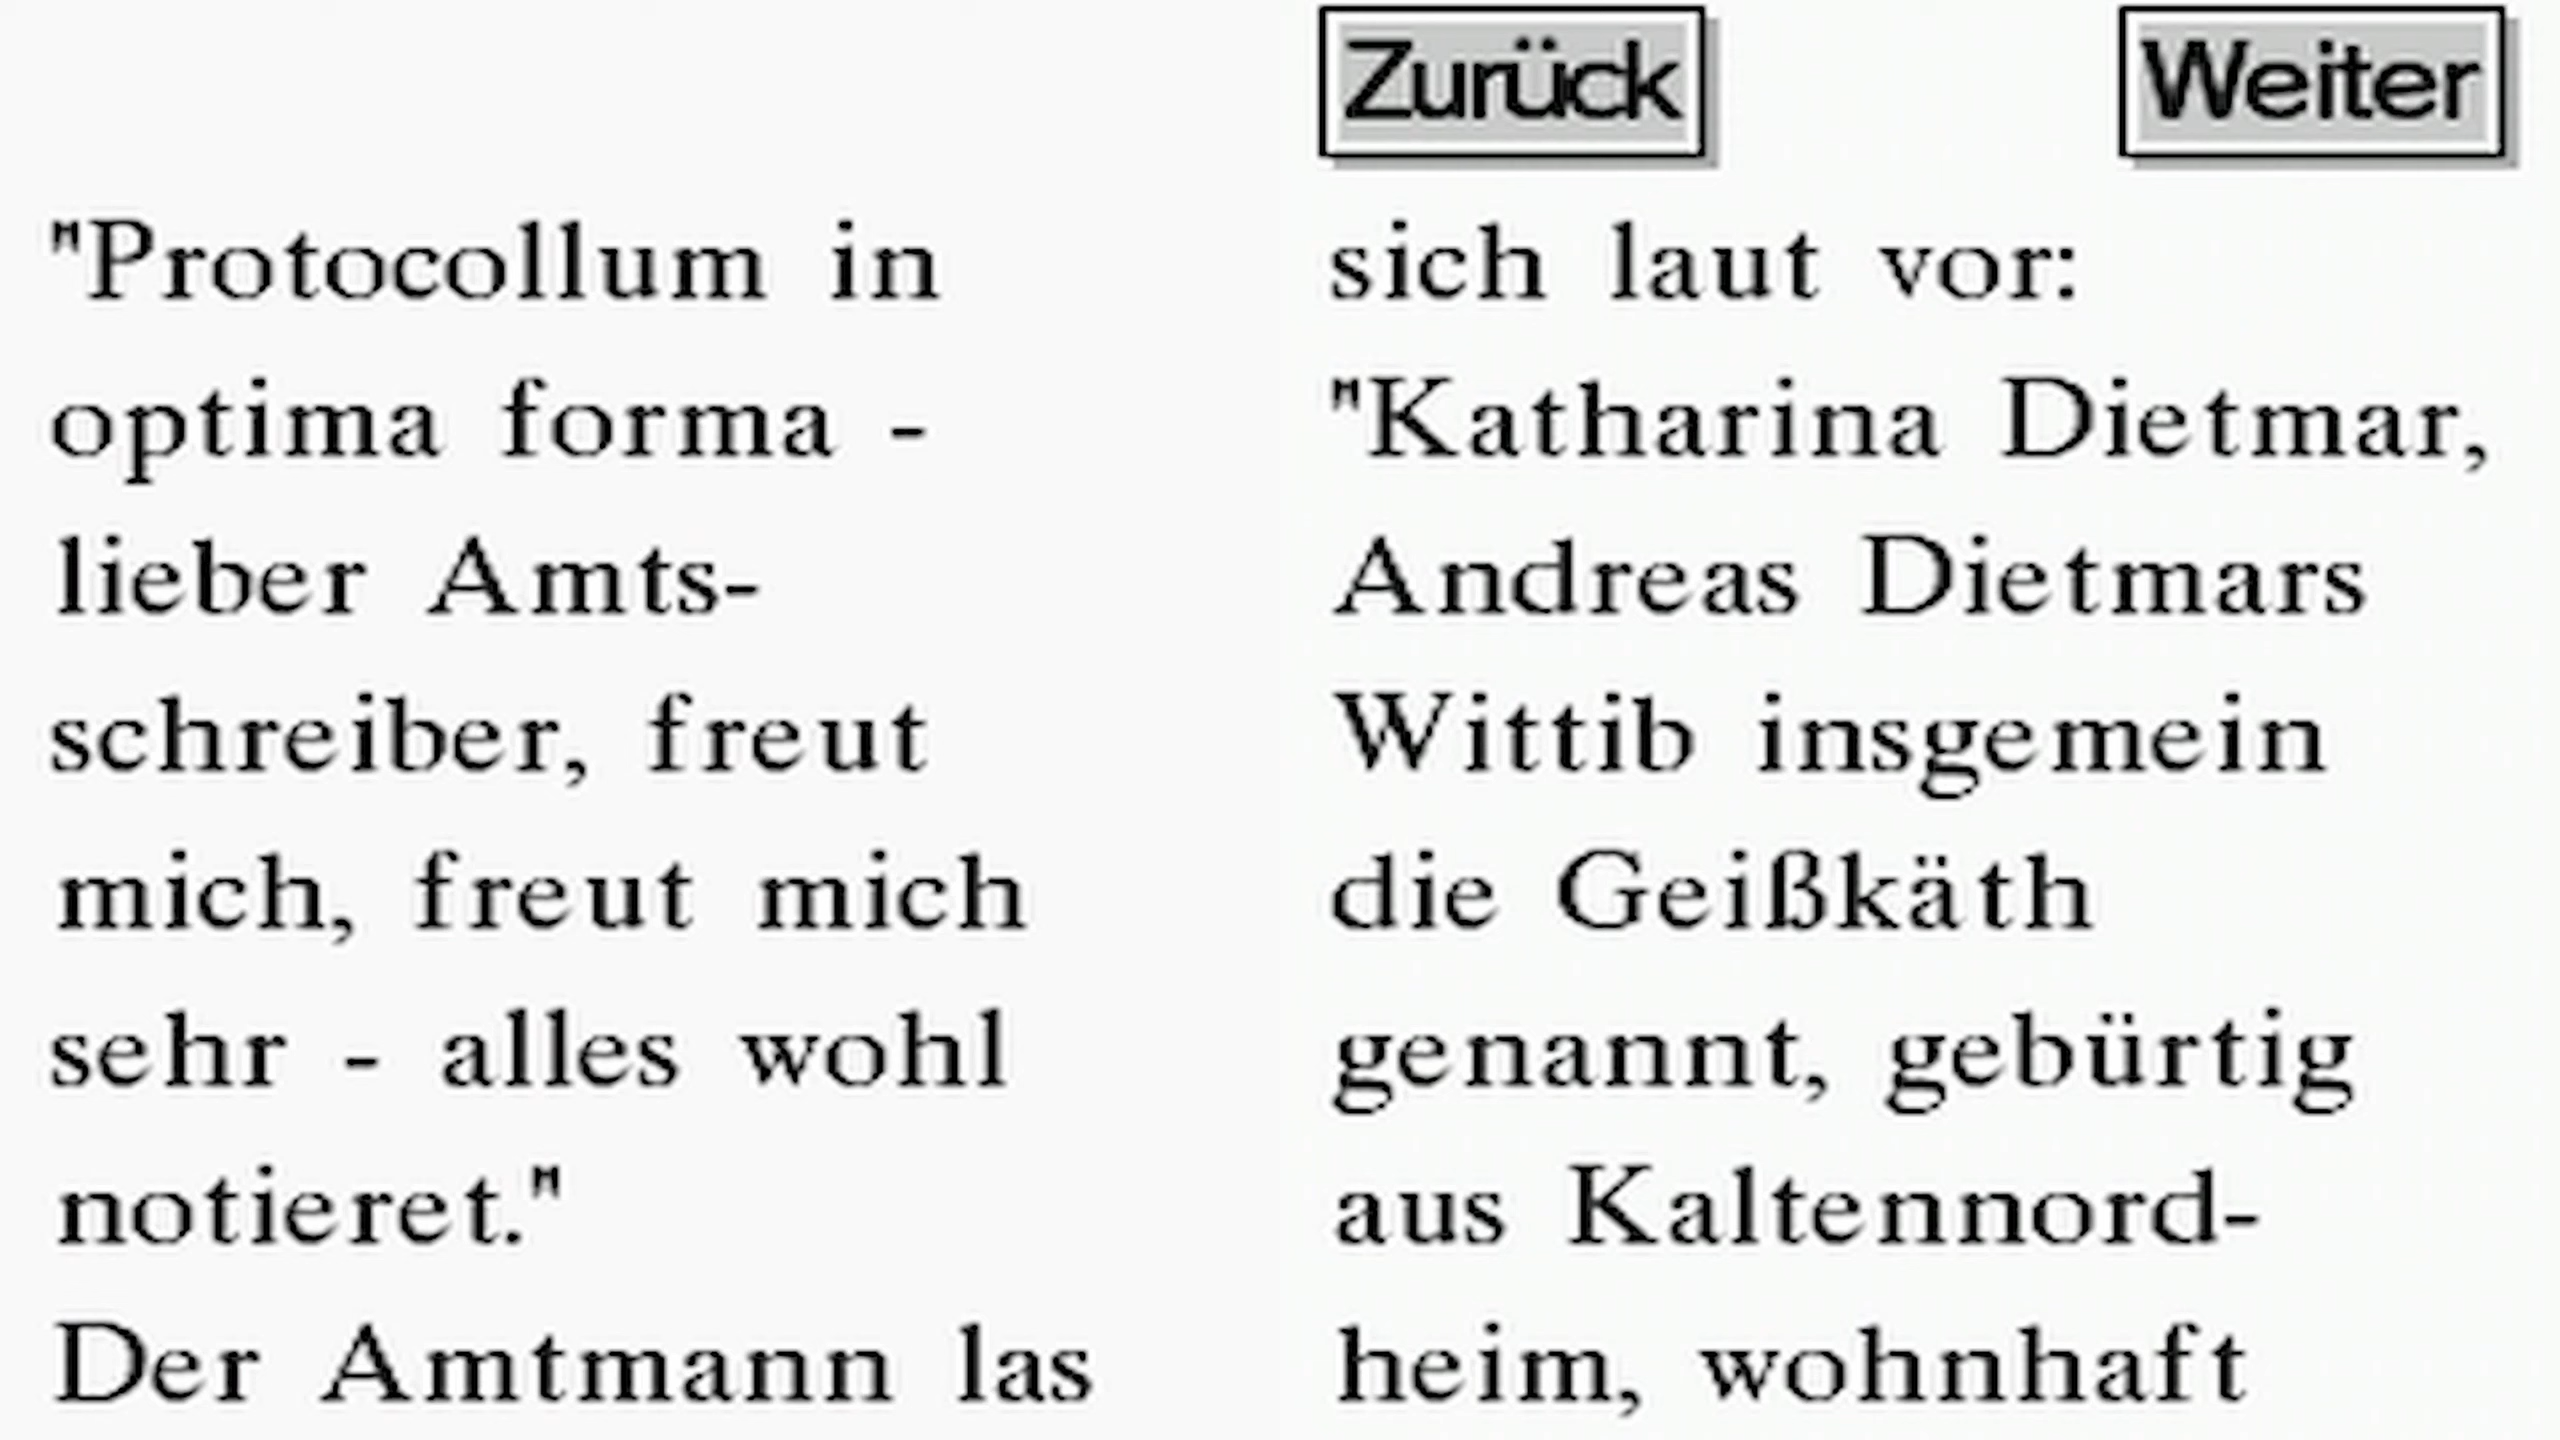 Zurück
Weiter
"Protocollum in
optima forma -
lieber Amts-
schreiber, freut
mich, freut mich
sehr - alles wohl
notieret."
Der Amtmann las
sich laut vor:
"Katharina Dietmar,
Andreas Dietmars
Wittib insgemein
die Geißkäth
genannt, gebürtig
aus Kaltennord-
heim, wohnhaft